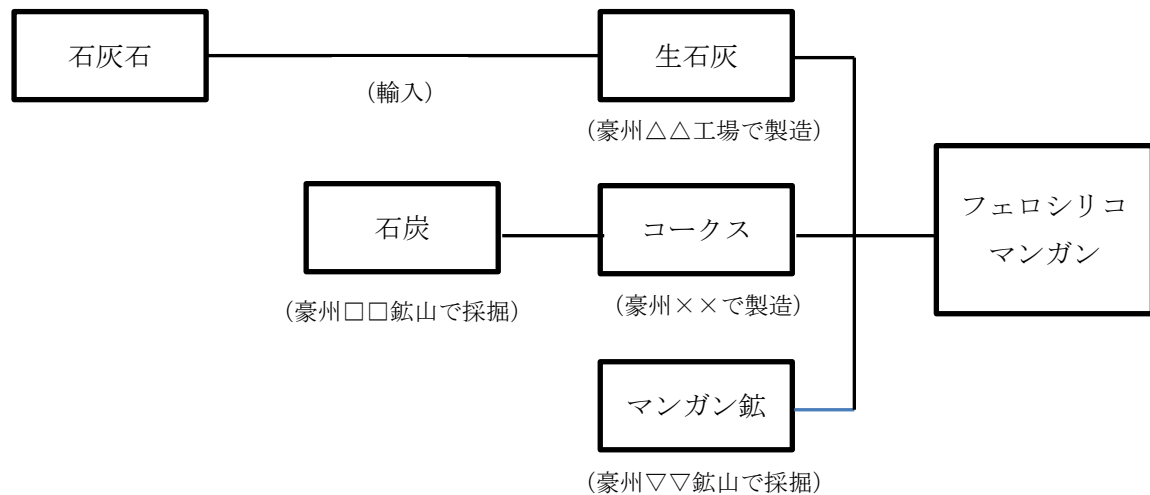 石灰石
生石灰
(輸入)
(豪州△△工場で製造)
フェロシリコ
マンガン
石炭
コークス
(豪州□□鉱山で採掘)
(豪州××で製造)
マンガン鉱
(豪州▽▽鉱山で採掘)